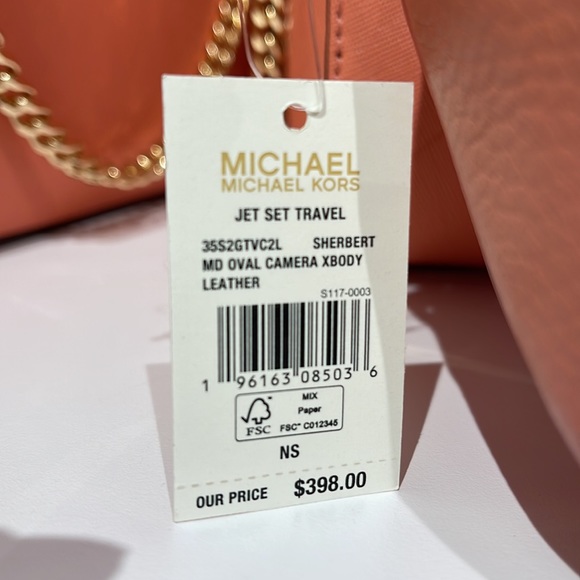 MICHAEL
MICHAEL KORS
JET SET TRAVEL
35S2GTVC2L SHERBERT
MD OVAL CAMERA XBODY
LEATHER
S117-0003
1 96163 08503 6
FSC
MIX
Paper
FSC™ C012345
NS
OUR PRICE $398.00